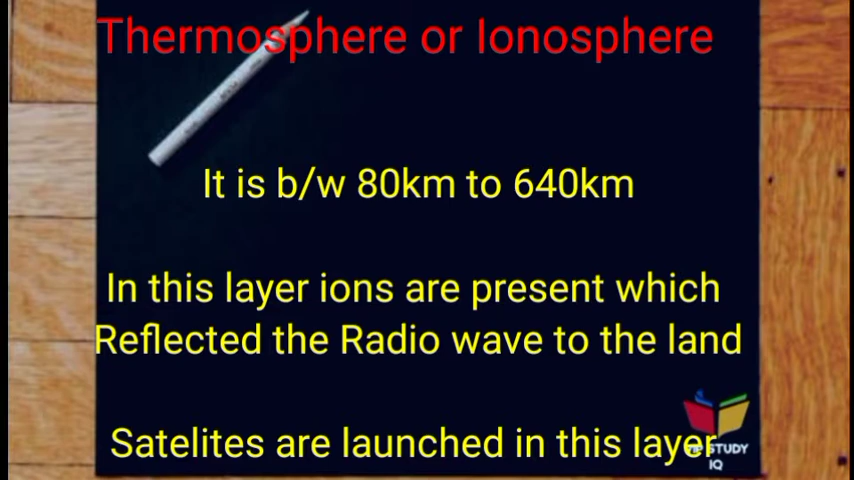 Thermosphere or Ionosphere
It is b/w 80km to 640km
In this layer ions are present which
Reflected the Radio wave to the land
Satelites are launched in this layer
STUDY
IQ